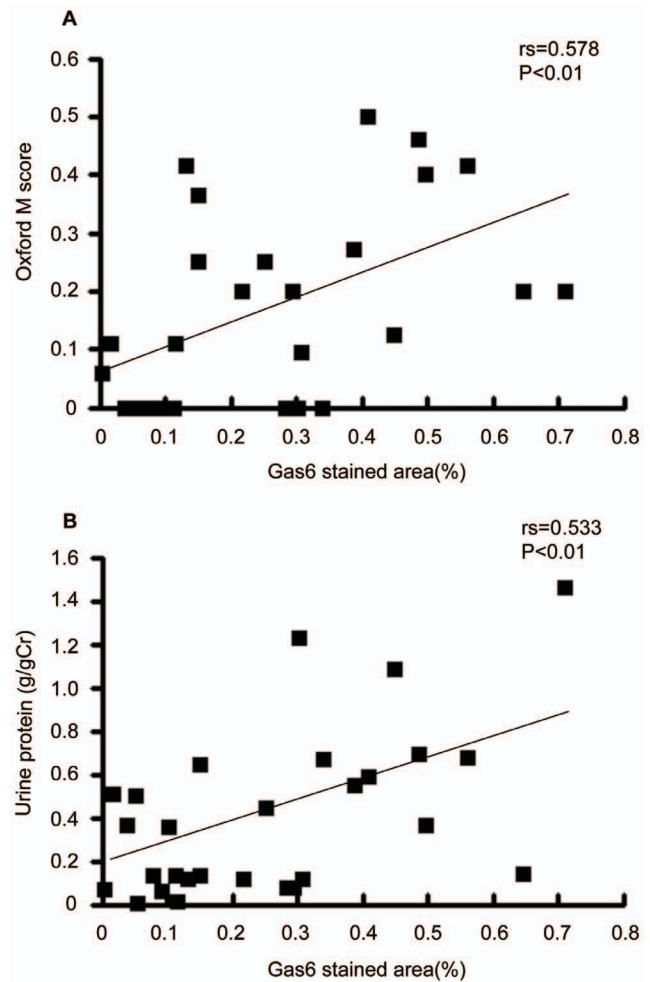 A
rs=0.578
P<0.01
0.6
0.5
0.4
0.3
0.2
0.1
0
Oxford M score
0 0.1 0.2 0.3 0.4 0.5 0.6 0.7 0.8
Gas6 stained area(%)
B
rs=0.533
P<0.01
1.6
1.4
1.2
1.0
0.8
0.6
0.4
0.2
0
Urine protein (g/gCr)
0 0.1 0.2 0.3 0.4 0.5 0.6 0.7 0.8
Gas6 stained area(%)